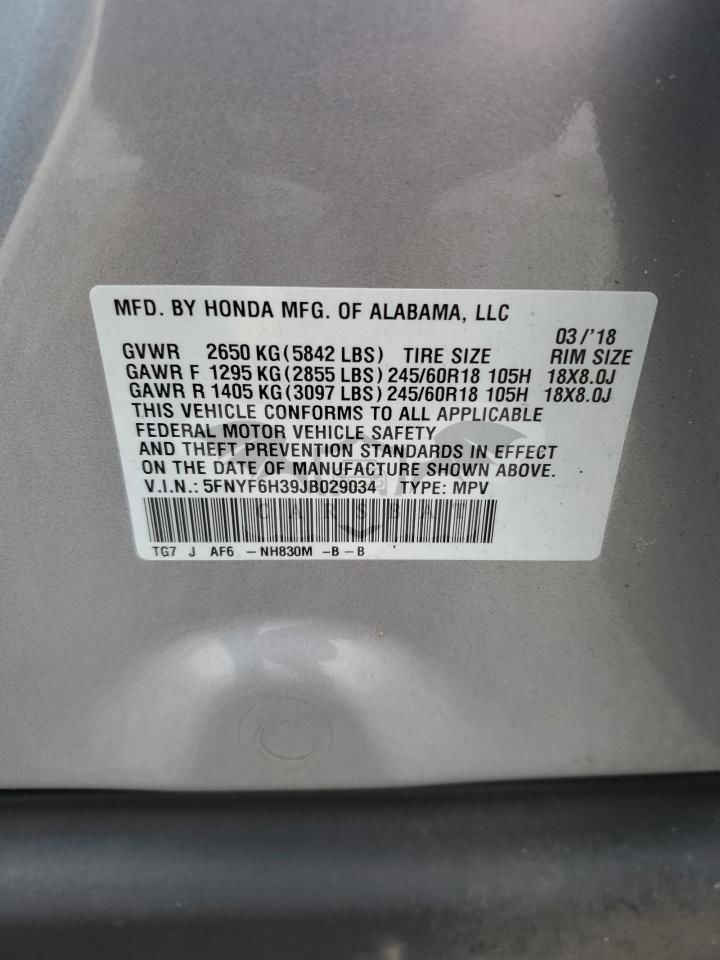 MFD. BY HONDA MFG. OF ALABAMA, LLC
03/'18
GVWR 2650 KG (5842 LBS) TIRE SIZE RIM SIZE
GAWR F 1295 KG (2855 LBS) 245/60R18 105H 18X8.0J
GAWR R 1405 KG (3097 LBS) 245/60R18 105H 18X8.0J
THIS VEHICLE CONFORMS TO ALL APPLICABLE
FEDERAL MOTOR VEHICLE SAFETY
AND THEFT PREVENTION STANDARDS IN EFFECT
ON THE DATE OF MANUFACTURE SHOWN ABOVE.
V.I.N.: 5FNYF6H39JB029034 TYPE: MPV
TG7 J AF6 -NH830M -B-B